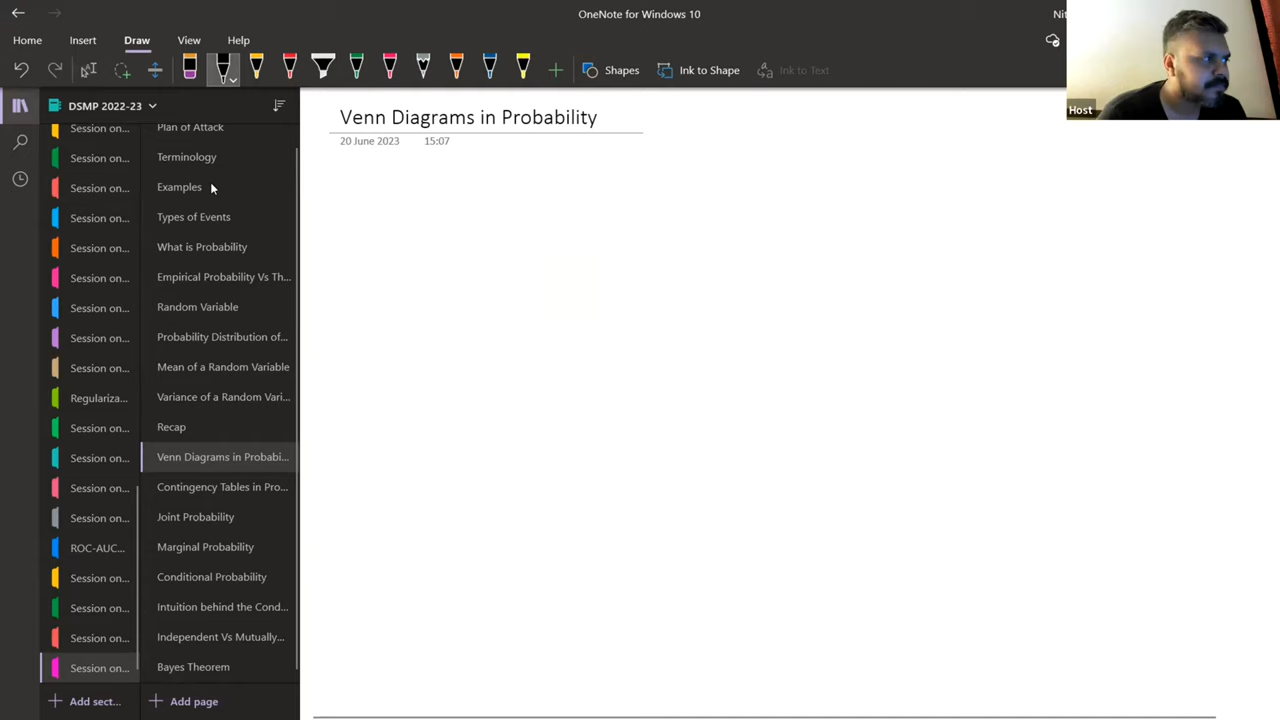 OneNote for Windows 10
Nit
Home
Insert
Draw
View
Help
Shapes
Ink to Shape
Ink to Text
Host
DSMP 2022-23
Session on...
Session on...
Session on...
Session on...
Session on...
Session on...
Session on...
Session on...
Session on...
Regulariza...
Session on...
Session on...
Session on...
Session on...
ROC-AUC...
Session on...
Session on...
Session on...
Session on...
Add sect...
Plan of Attack
Terminology
Examples
Types of Events
What is Probability
Empirical Probability Vs Th...
Random Variable
Probability Distribution of...
Mean of a Random Variable
Variance of a Random Vari...
Recap
Venn Diagrams in Probabi...
Contingency Tables in Pro...
Joint Probability
Marginal Probability
Conditional Probability
Intuition behind the Cond...
Independent Vs Mutually...
Bayes Theorem
Add page
Venn Diagrams in Probability
20 June 2023 15:07